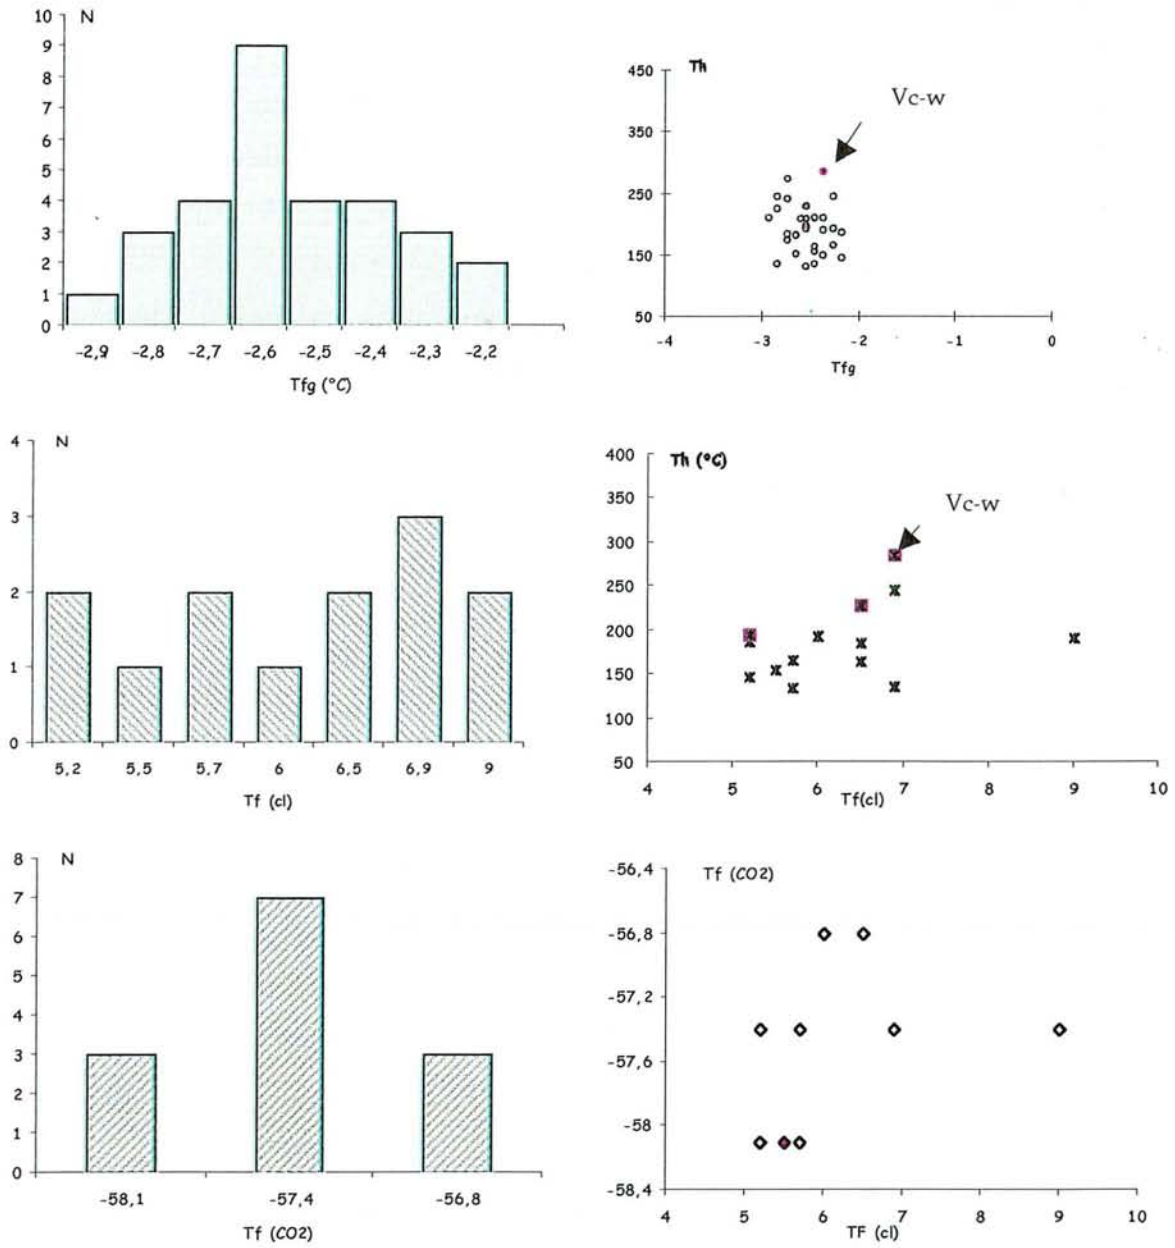 10 N
9
8
7
6
5
4
3
2
1
0
-2,9 -2,8 -2,7 -2,6 -2,5 -2,4 -2,3 -2,2
Tfg (°C)
450 Th
Vc-w
350
250
150
50
-4 -3 -2 -1 0
Tfg
4 N
3
2
1
0
5,2 5,5 5,7 6 6,5 6,9 9
Tf (cl)
400 Th (°C)
350
Vc-w
300
250
200
150
100
50
4 5 6 7 8 9 10
Tf(cl)
8 N
7
6
5
4
3
2
1
0
-58,1 -57,4 -56,8
Tf (CO2)
-56,4 Tf (CO2)
-56,8
-57,2
-57,6
-58
-58,4
4 5 6 7 8 9 10
TF (cl)